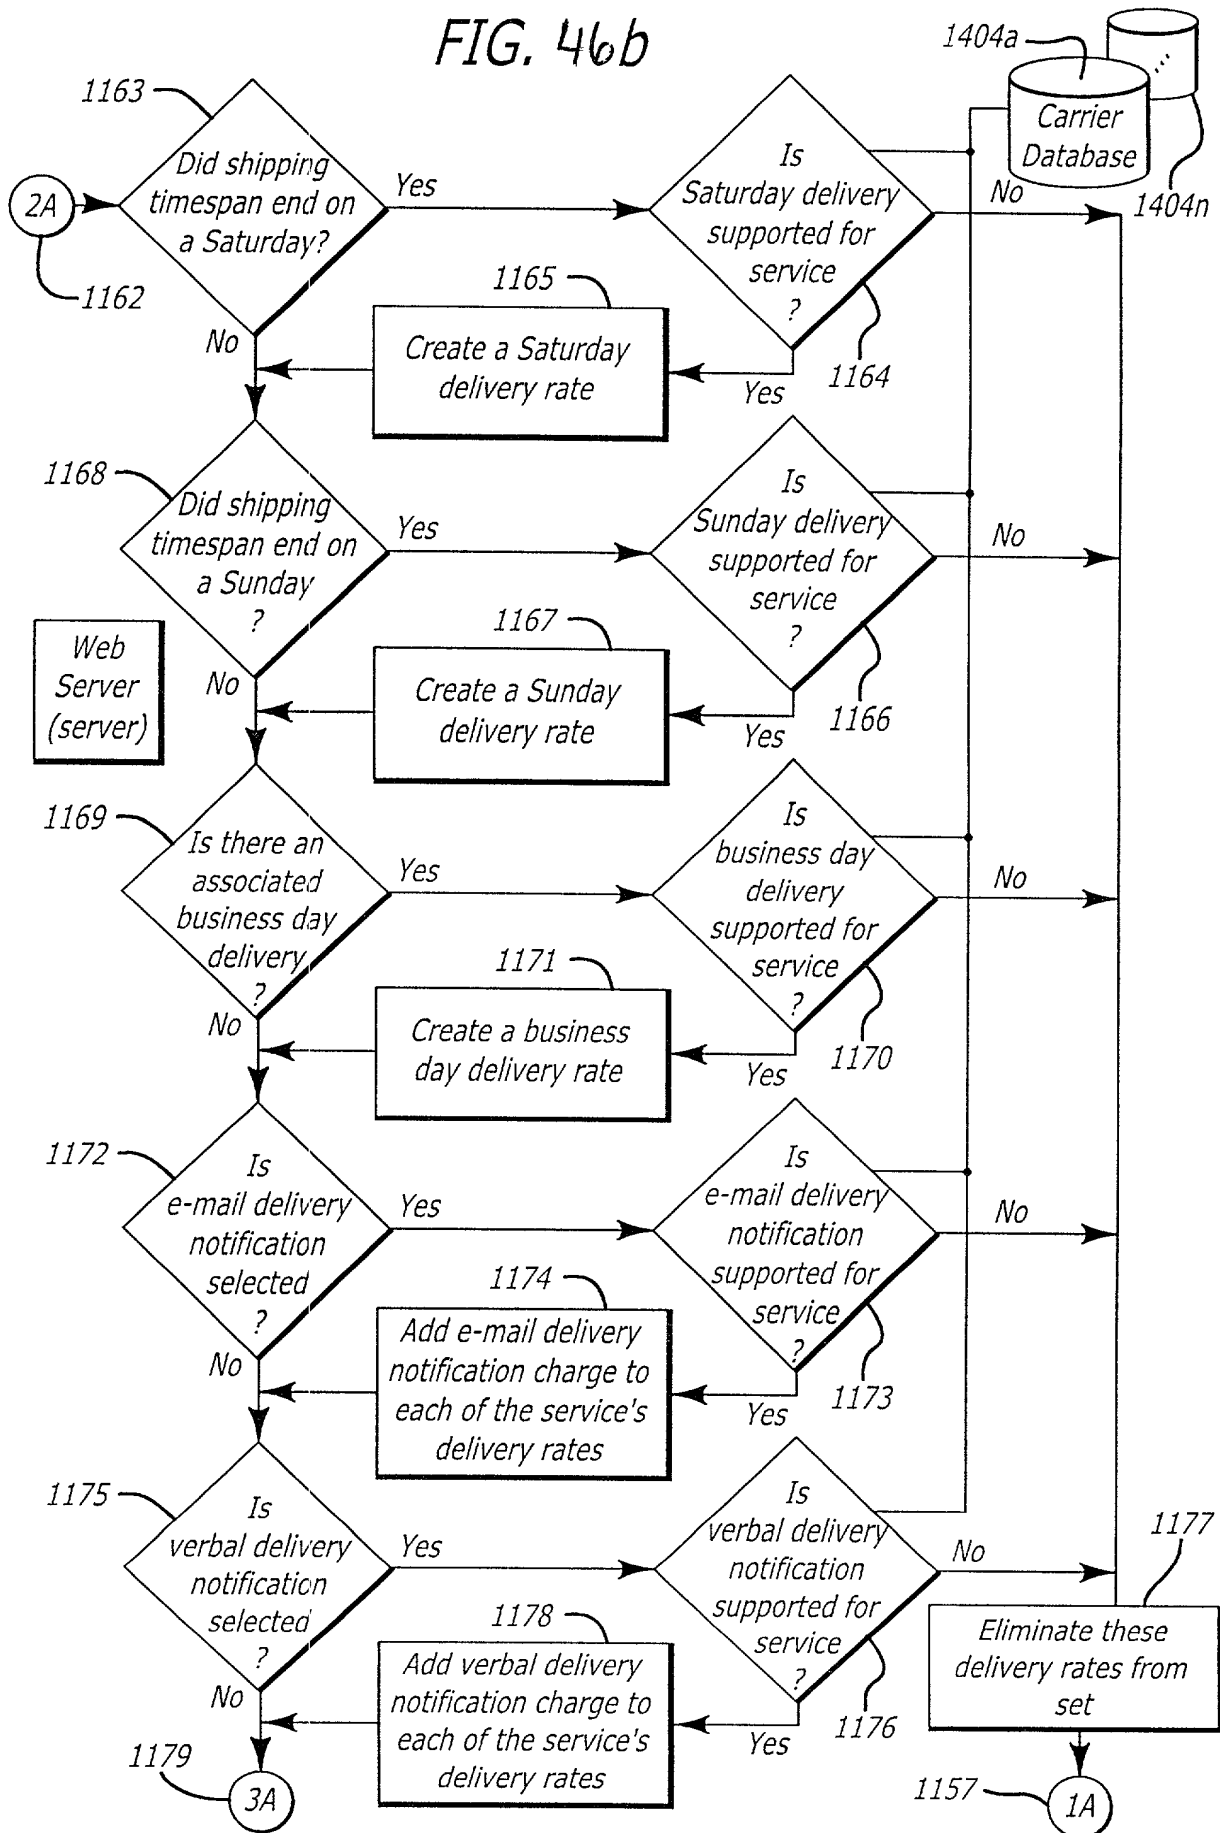 FIG. 46b
1404a
Carrier
Database
1404n
1163
Did shipping
timespan end on
a Saturday?
2A
1162
Yes
No
Is
Saturday delivery
supported for
service
?
No
1164
Yes
1165
Create a Saturday
delivery rate
1168
Did shipping
timespan end on
a Sunday
?
Yes
No
Is
Sunday delivery
supported for
service
?
No
1166
Yes
1167
Create a Sunday
delivery rate
Web
Server
(server)
1169
Is there an
associated
business day
delivery
?
Yes
No
Is
business day
delivery
supported for
service
?
No
1170
Yes
1171
Create a business
day delivery rate
1172
Is
e-mail delivery
notification
selected
?
Yes
No
Is
e-mail delivery
notification
supported for
service
?
No
1173
Yes
1174
Add e-mail delivery
notification charge to
each of the service's
delivery rates
1175
Is
verbal delivery
notification
selected
?
Yes
No
Is
verbal delivery
notification
supported for
service
?
No
1176
Yes
1178
Add verbal delivery
notification charge to
each of the service's
delivery rates
1177
Eliminate these
delivery rates from
set
1179
3A
1157
1A